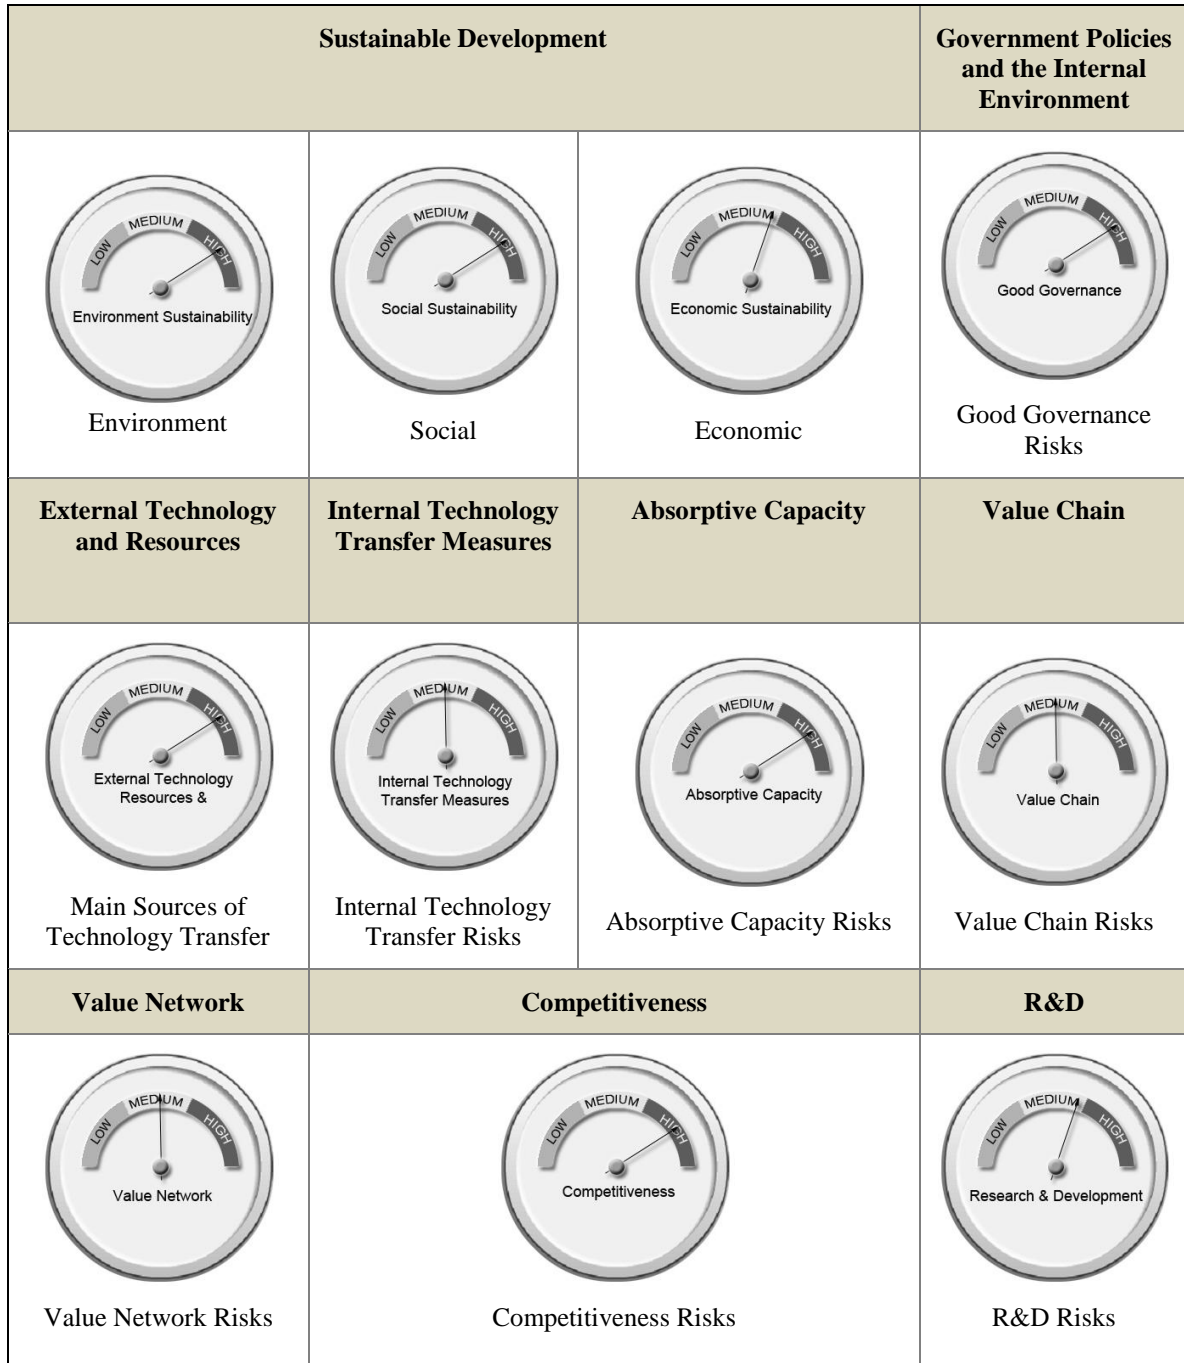 Sustainable Development
Government Policies
and the Internal
Environment
LOW MEDIUM HIGH
Environment Sustainability
Environment
LOW MEDIUM HIGH
Social Sustainability
Social
LOW MEDIUM HIGH
Economic Sustainability
Economic
LOW MEDIUM HIGH
Good Governance
Good Governance
Risks
External Technology
and Resources
Internal Technology
Transfer Measures
Absorptive Capacity
Value Chain
LOW MEDIUM HIGH
External Technology
Resources &
Main Sources of
Technology Transfer
LOW MEDIUM HIGH
Internal Technology
Transfer Measures
Internal Technology
Transfer Risks
LOW MEDIUM HIGH
Absorptive Capacity
Absorptive Capacity Risks
LOW MEDIUM HIGH
Value Chain
Value Chain Risks
Value Network
Competitiveness
R&D
LOW MEDIUM HIGH
Value Network
Value Network Risks
LOW MEDIUM HIGH
Competitiveness
Competitiveness Risks
LOW MEDIUM HIGH
Research & Development
R&D Risks